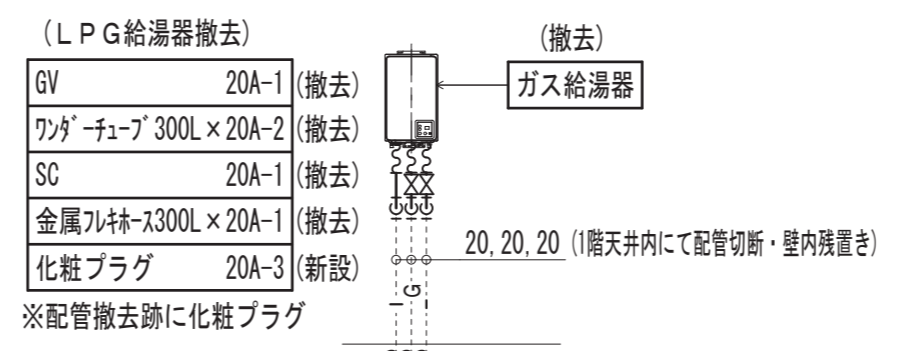 (LPG給湯器撤去)
GV 20A-1 (撤去)
ワンダーチューブ 300L×20A-2 (撤去)
SC 20A-1 (撤去)
金属フレキホース300L×20A-1 (撤去)
化粧プラグ 20A-3 (新設)
※配管撤去跡に化粧プラグ
(撤去)
ガス給湯器
20, 20, 20 (1階天井内にて配管切断・壁内残置き)
G